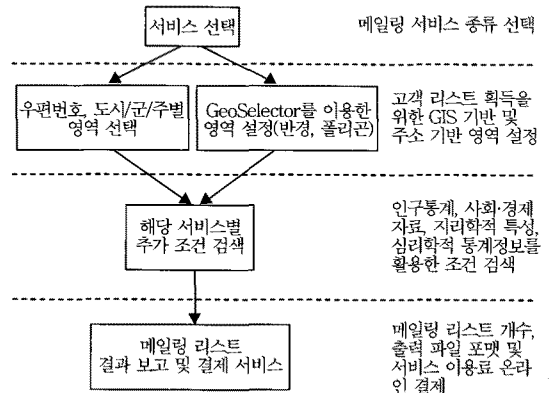 서비스 선택
메일링 서비스 종류 선택
우편번호, 도시/군/주별
영역 선택
GeoSelector를 이용한
영역 설정(반경, 폴리곤)
고객 리스트 획득을
위한 GIS 기반 및
주소 기반 영역 설정
해당 서비스별
추가 조건 검색
인구통계, 사회·경제
자료, 지리학적 특성,
심리학적 통계정보를
활용한 조건 검색
메일링 리스트
결과 보고 및 결제 서비스
메일링 리스트 개수,
출력 파일 포맷 및
서비스 이용료 온라
인 결제